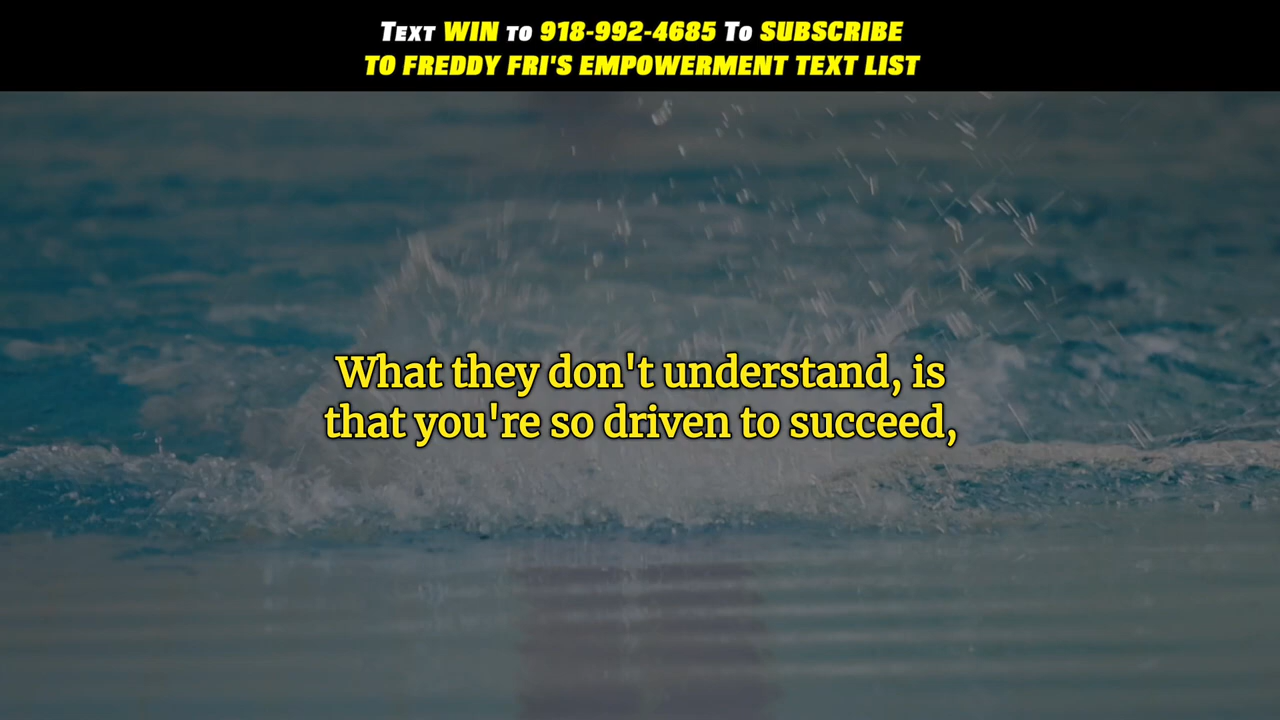 Text WIN to 918-992-4685 To SUBSCRIBE
TO FREDDY FRI'S EMPOWERMENT TEXT LIST
What they don't understand, is
that you're so driven to succeed,